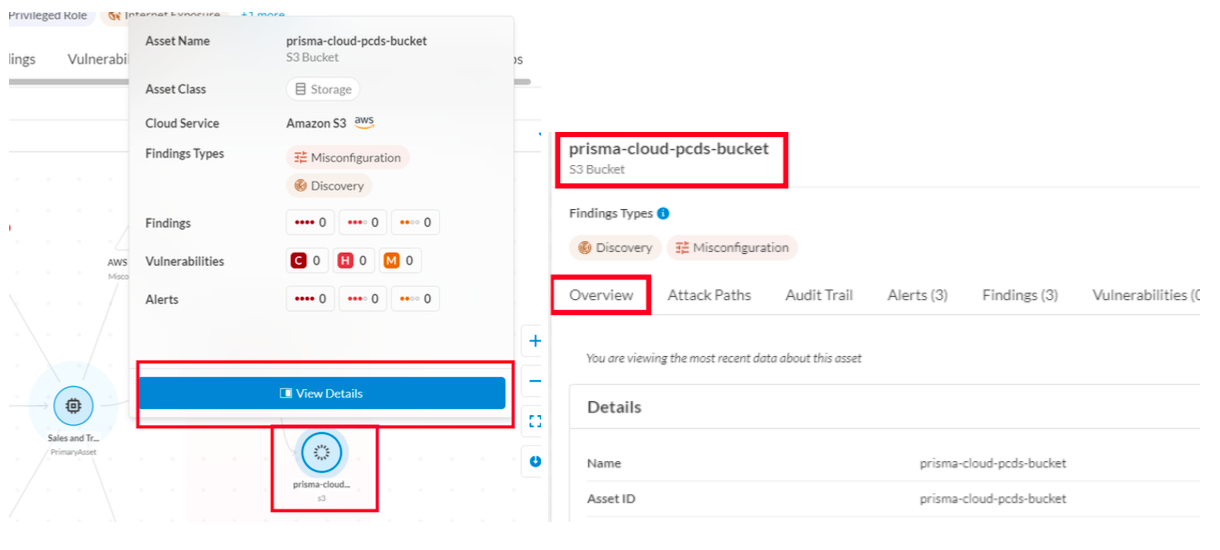 Privileged Role Internet Exposure +1 more
Vulnerabi
Asset Name prisma-cloud-pcds-bucket
S3 Bucket
Asset Class Storage
Cloud Service Amazon S3 aws
Findings Types Misconfiguration
Discovery
Findings 0 0 0
Vulnerabilities C 0 H 0 M 0
Alerts 0 0 0
View Details
AWS
Misco
Sales and Tr...
PrimaryAsset
prisma-cloud...
s3
prisma-cloud-pcds-bucket
S3 Bucket
Findings Types
Discovery Misconfiguration
Overview Attack Paths Audit Trail Alerts (3) Findings (3) Vulnerabilities (0
You are viewing the most recent data about this asset
Details
Name prisma-cloud-pcds-bucket
Asset ID prisma-cloud-pcds-bucket